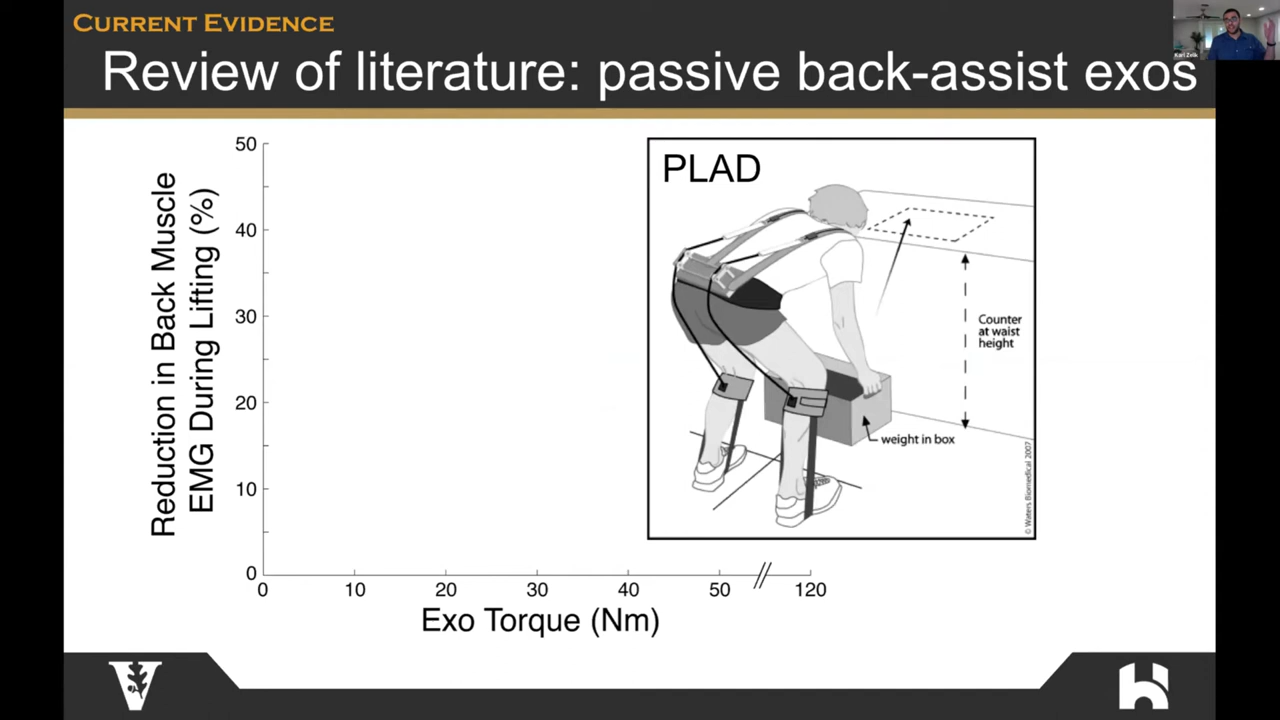 CURRENT EVIDENCE
Review of literature: passive back-assist exos
Karl Zelik
50
40
30
20
10
0
Reduction in Back Muscle
EMG During Lifting (%)
0 10 20 30 40 50 120
Exo Torque (Nm)
PLAD
Counter
at waist
height
weight in box
© Waters Biomedical 2007
V